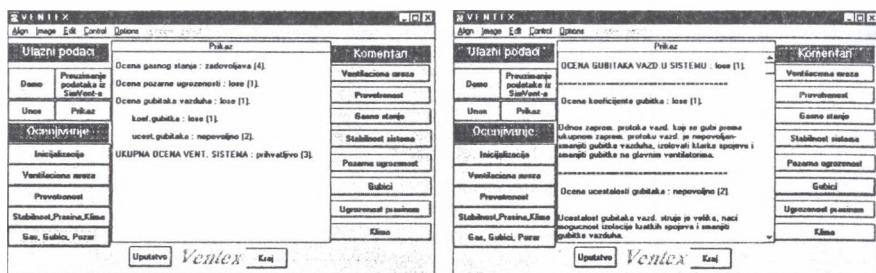 VENTEX
Align Image Edit Control Options
Ulazni podaci
Demo
Preuzimanje
podataka iz
SimVent-a
Unos
Prikaz
Ocenjivanje
Inicijalizacija
Ventilaciona mreza
Provetrenost
Stabilnost,Prasina,Klima
Gas, Gubici, Pozar
Prikaz
Ocena gasnog stanja : zadovoljava [4].
Ocena pozarne ugrozenosti : lose [1].
Ocena gubitaka vazduha : lose [1].
koef.gubitka : lose [1].
ucest.gubitaka : nepovoljno [2].
UKUPNA OCENA VENT. SISTEMA : prihvatljivo [3].
Komentari
Ventilaciona mreza
Provetrenost
Gasno stanje
Stabilnost sistema
Pozarna ugrozenost
Gubici
Ugrozenost prasinom
Klima
Uputstvo
Ventex
Kraj
VENTEX
Align Image Edit Control Options
Ulazni podaci
Demo
Preuzimanje
podataka iz
SimVent-a
Unos
Prikaz
Ocenjivanje
Inicijalizacija
Ventilaciona mreza
Provetrenost
Stabilnost,Prasina,Klima
Gas, Gubici, Pozar
Prikaz
OCENA GUBITAKA VAZD.U SISTEMU : lose [1].
Ocena koeficijenta gubitka : lose [1].
Odnos zaprem. protoka vazd. koji se gubi prema
ukupnom zaprem. protoku vazd. je nepovoljan-
smanjiti gubitke vazduha, izolovati kratke spojeve i
smanjiti gubitke na glavnim ventilatorima.
Ocena ucestalosti gubitaka : nepovoljno [2]
Ucestalost gubitaka vazd. struje je velika, naci
mogucnost izolacije kratkih spojeva i smanjiti
gubitke vazduha.
Komentari
Ventilaciona mreza
Provetrenost
Gasno stanje
Stabilnost sistema
Pozarna ugrozenost
Gubici
Ugrozenost prasinom
Klima
Uputstvo
Ventex
Kraj